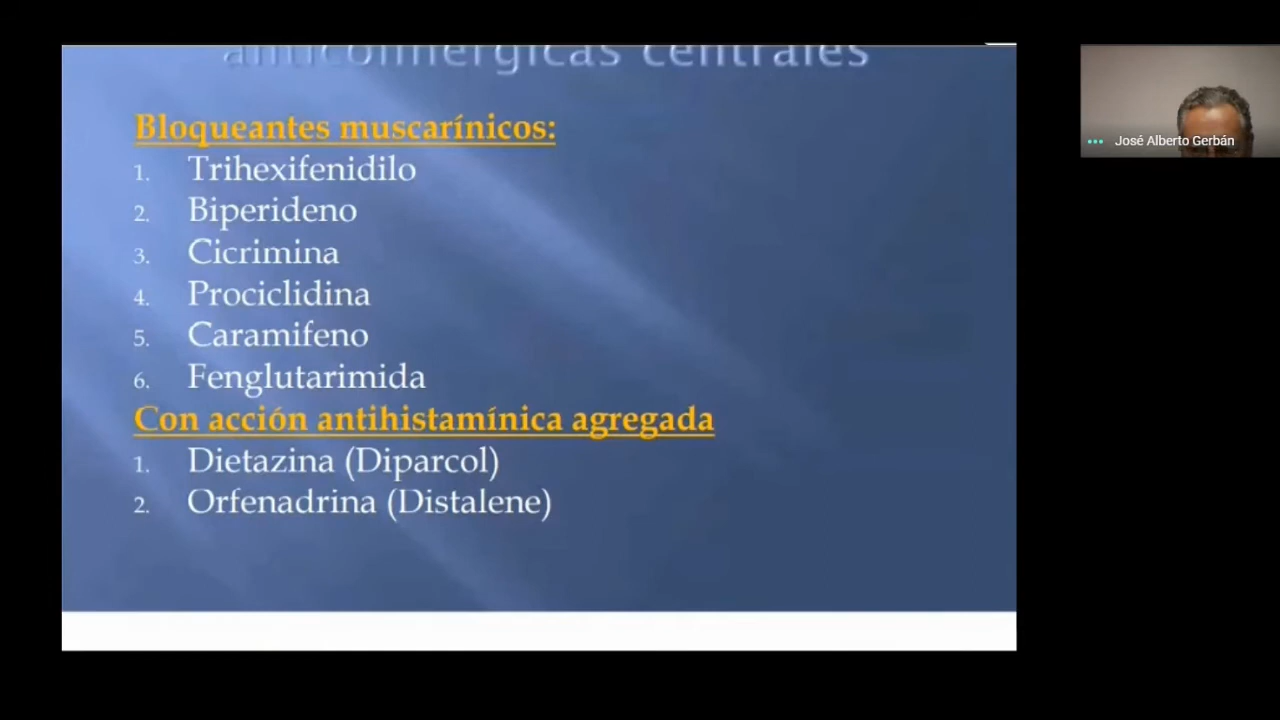 anticolinérgicas centrales
Bloqueantes muscarínicos:
1. Trihexifenidilo
2. Biperideno
3. Cicrimina
4. Prociclidina
5. Caramifeno
6. Fenglutarimida
Con acción antihistamínica agregada
1. Dietazina (Diparcol)
2. Orfenadrina (Distalene)
José Alberto Gerbán